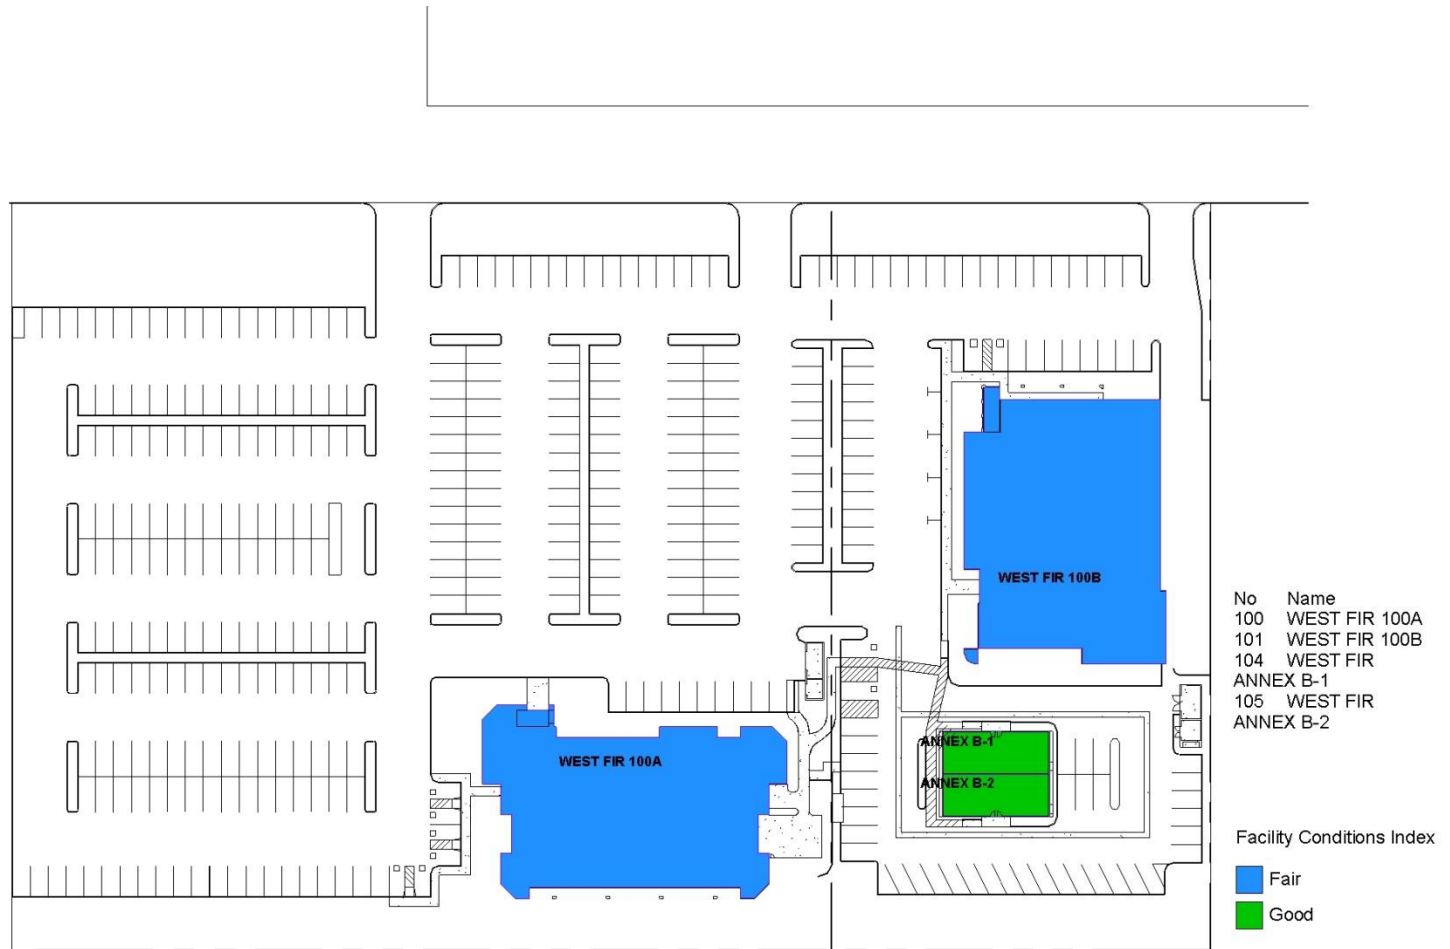 WEST FIR 100B
WEST FIR 100A
ANNEX B-1
ANNEX B-2
No Name
100 WEST FIR 100A
101 WEST FIR 100B
104 WEST FIR
ANNEX B-1
105 WEST FIR
ANNEX B-2
Facility Conditions Index
Fair
Good